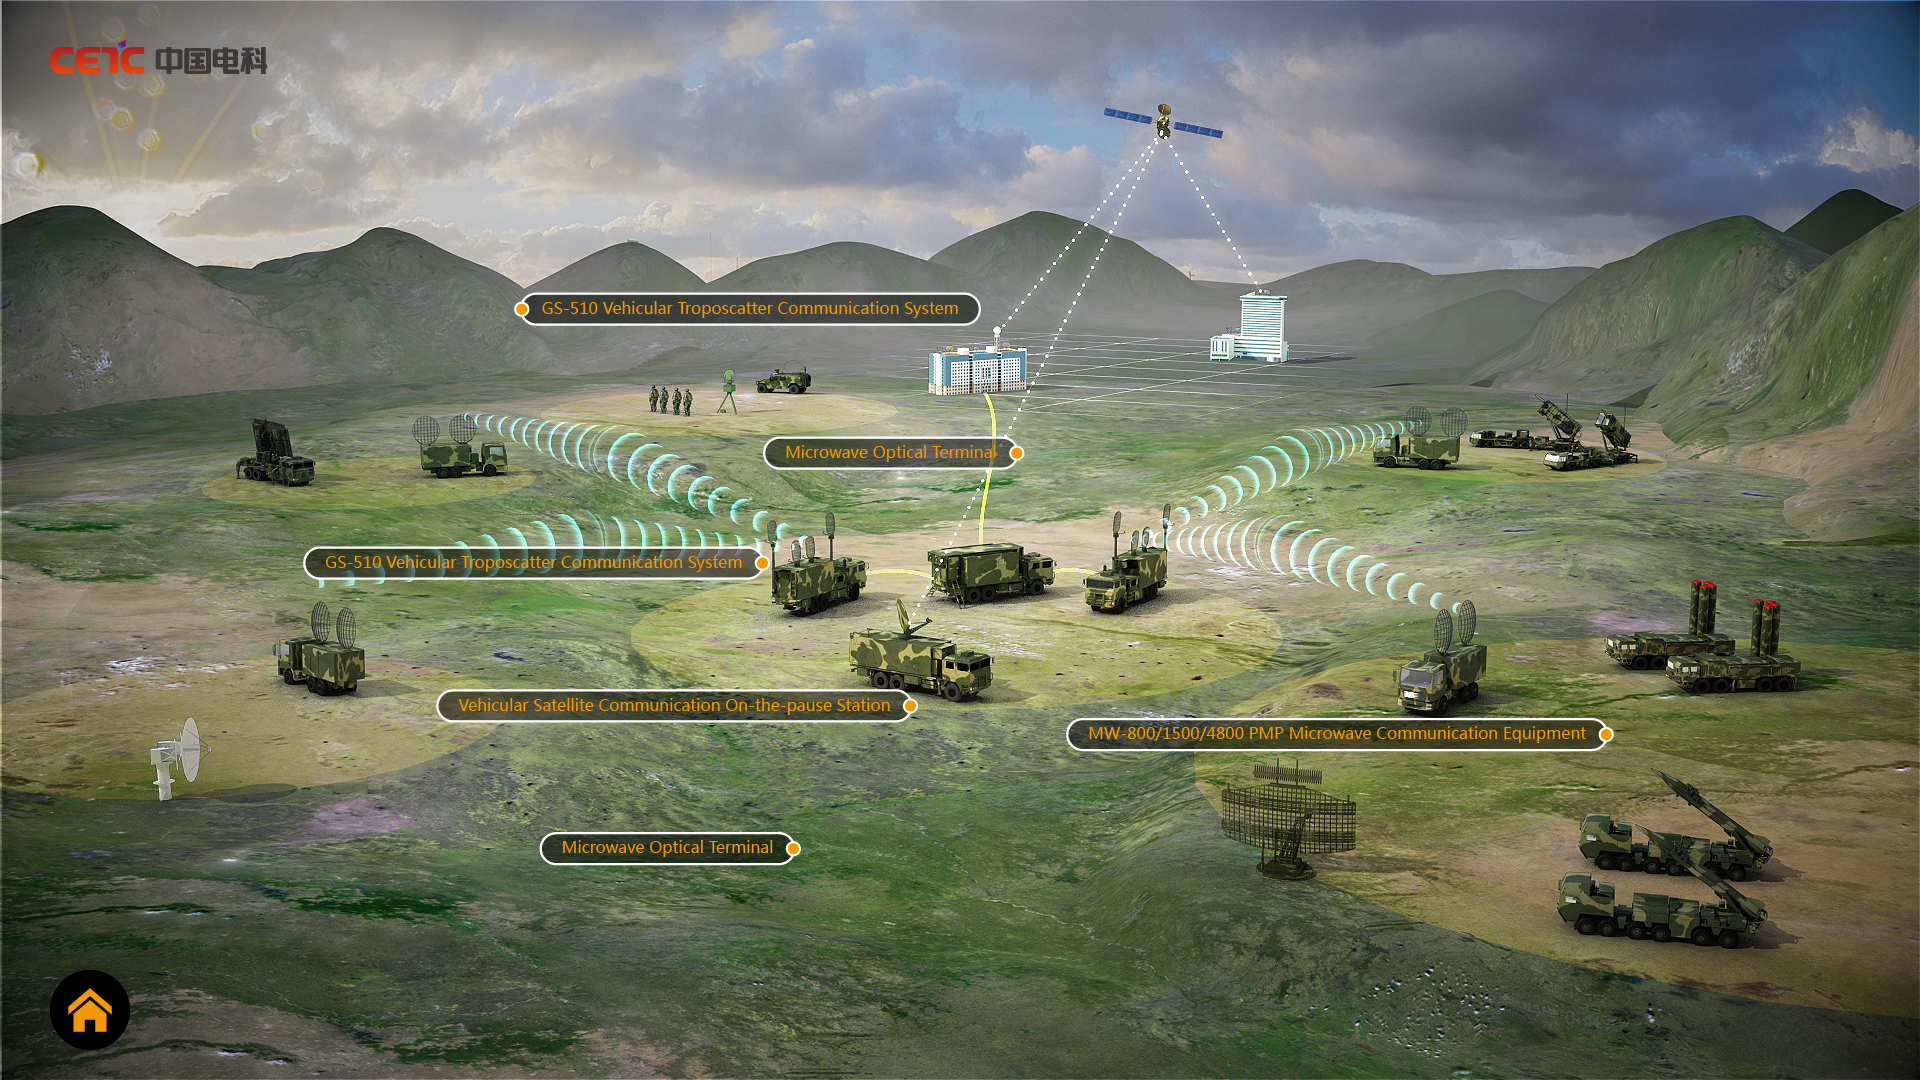 CETC 中国电科
GS-510 Vehicular Troposcatter Communication System
Microwave Optical Terminal
GS-510 Vehicular Troposcatter Communication System
Vehicular Satellite Communication On-the-pause Station
MW-800/1500/4800 PMP Microwave Communication Equipment
Microwave Optical Terminal